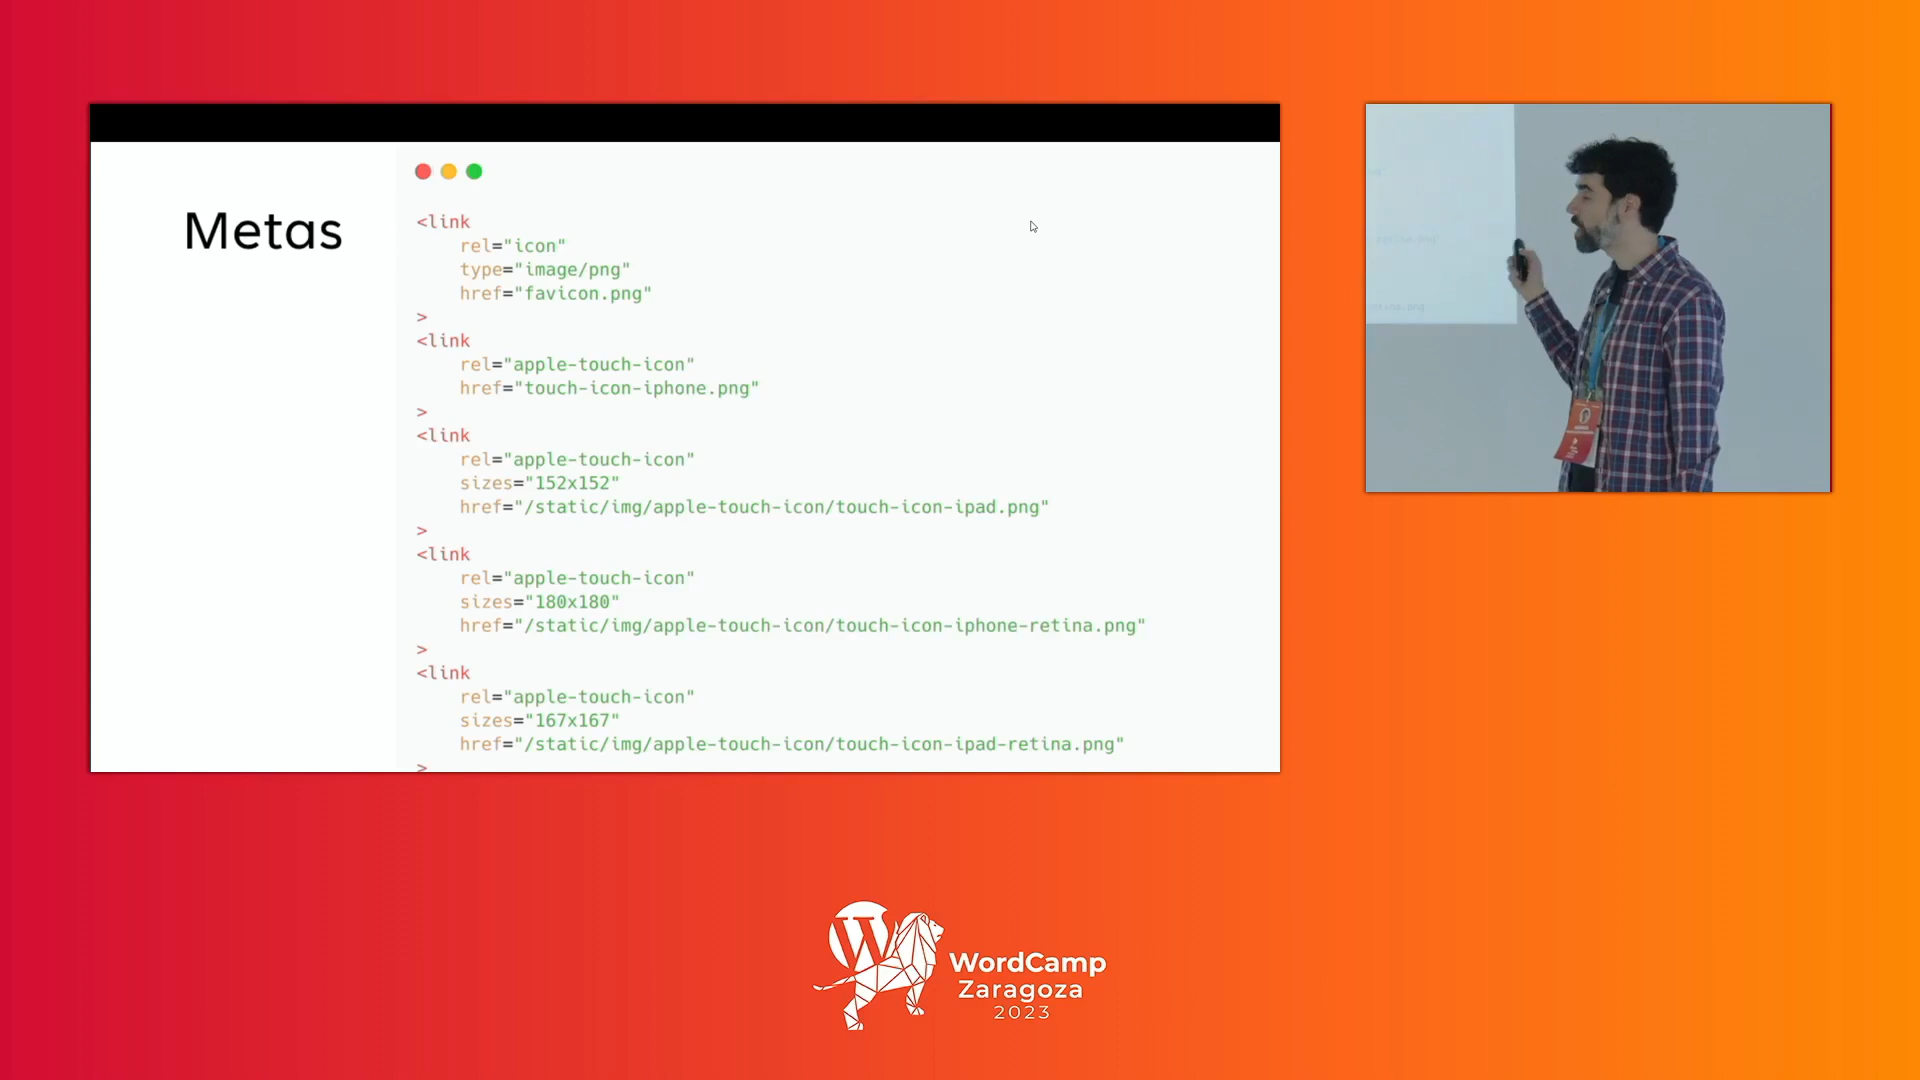 Metas
<link
rel="icon"
type="image/png"
href="favicon.png"
>
<link
rel="apple-touch-icon"
href="touch-icon-iphone.png"
>
<link
rel="apple-touch-icon"
sizes="152x152"
href="/static/img/apple-touch-icon/touch-icon-ipad.png"
>
<link
rel="apple-touch-icon"
sizes="180x180"
href="/static/img/apple-touch-icon/touch-icon-iphone-retina.png"
>
<link
rel="apple-touch-icon"
sizes="167x167"
href="/static/img/apple-touch-icon/touch-icon-ipad-retina.png"
>
WordCamp
Zaragoza
2023